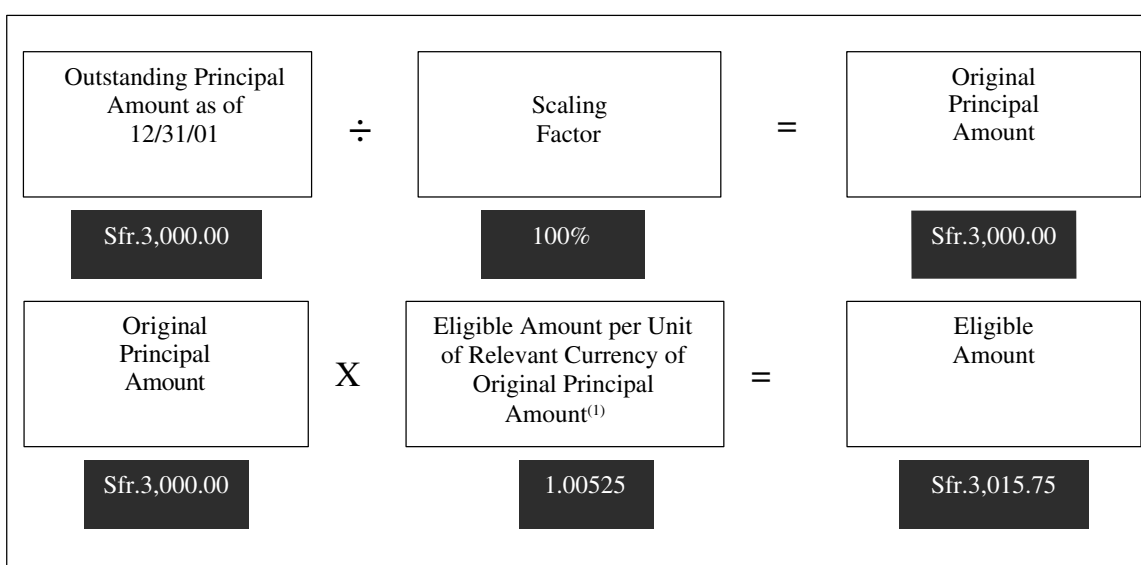 Outstanding Principal
Amount as of
12/31/01
÷
Scaling
Factor
=
Original
Principal
Amount
Sfr.3,000.00
100%
Sfr.3,000.00
Original
Principal
Amount
X
Eligible Amount per Unit
of Relevant Currency of
Original Principal
Amount(1)
=
Eligible
Amount
Sfr.3,000.00
1.00525
Sfr.3,015.75